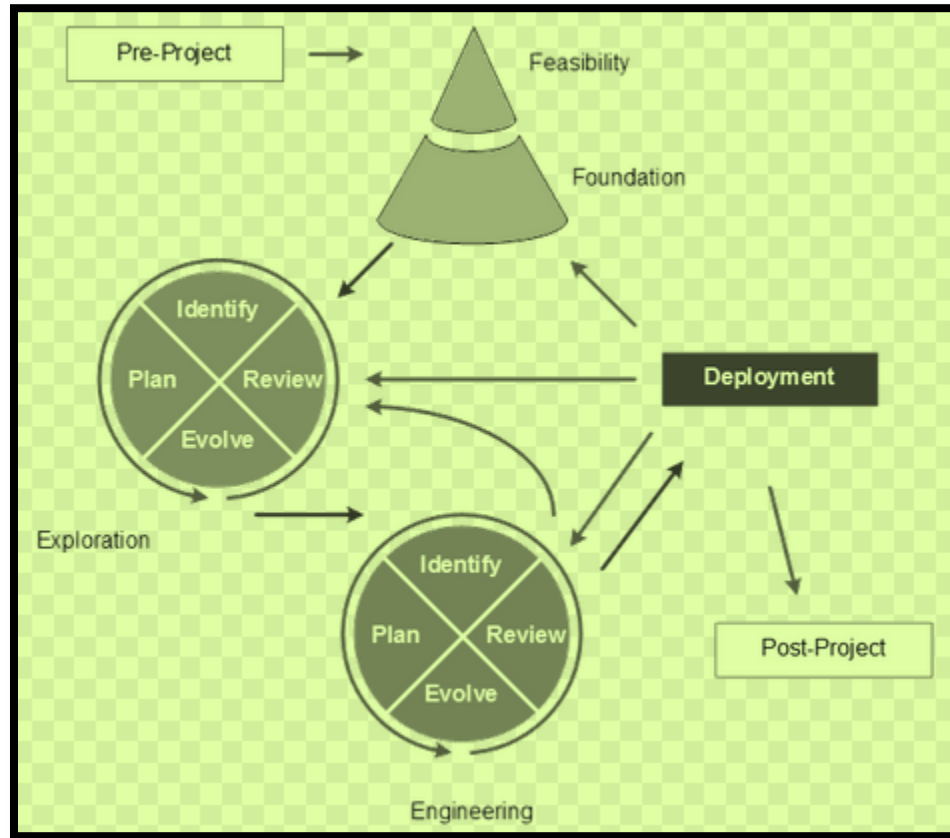 Pre-Project
Feasibility
Foundation
Identify
Plan
Review
Evolve
Deployment
Exploration
Identify
Plan
Review
Evolve
Post-Project
Engineering